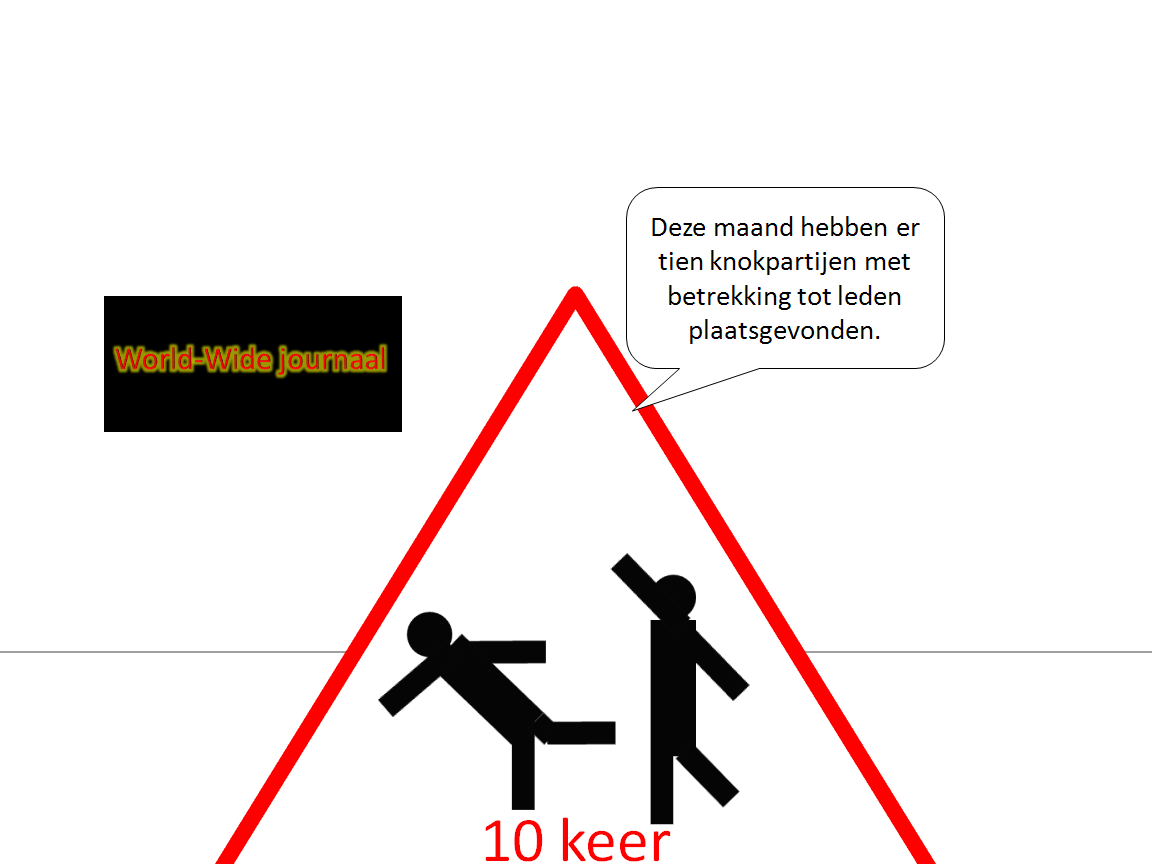 Deze maand hebben er
tien knokpartijen met
betrekking tot leden
plaatsgevonden.
World-Wide journaal
10 keer